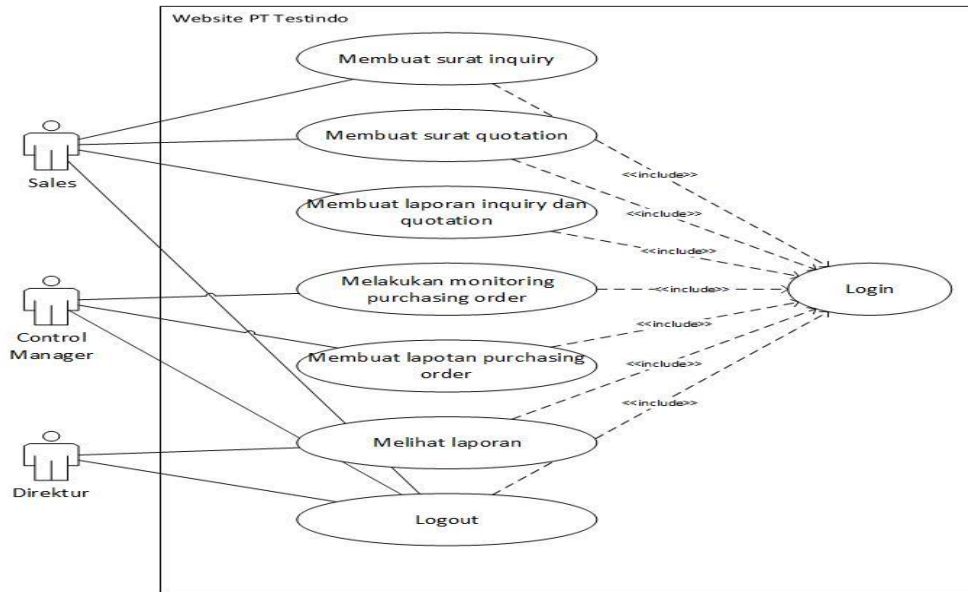 Website PT Testindo
Membuat surat inquiry
Membuat surat quotation
Sales
<<include>>
Membuat laporan inquiry dan
quotation
<<include>>
<<include>>
Melakukan monitoring
purchasing order
<<include>>
Login
Control
Manager
<<include>>
Membuat lapotan purchasing
order
<<include>>
<<include>>
Melihat laporan
Direktur
Logout